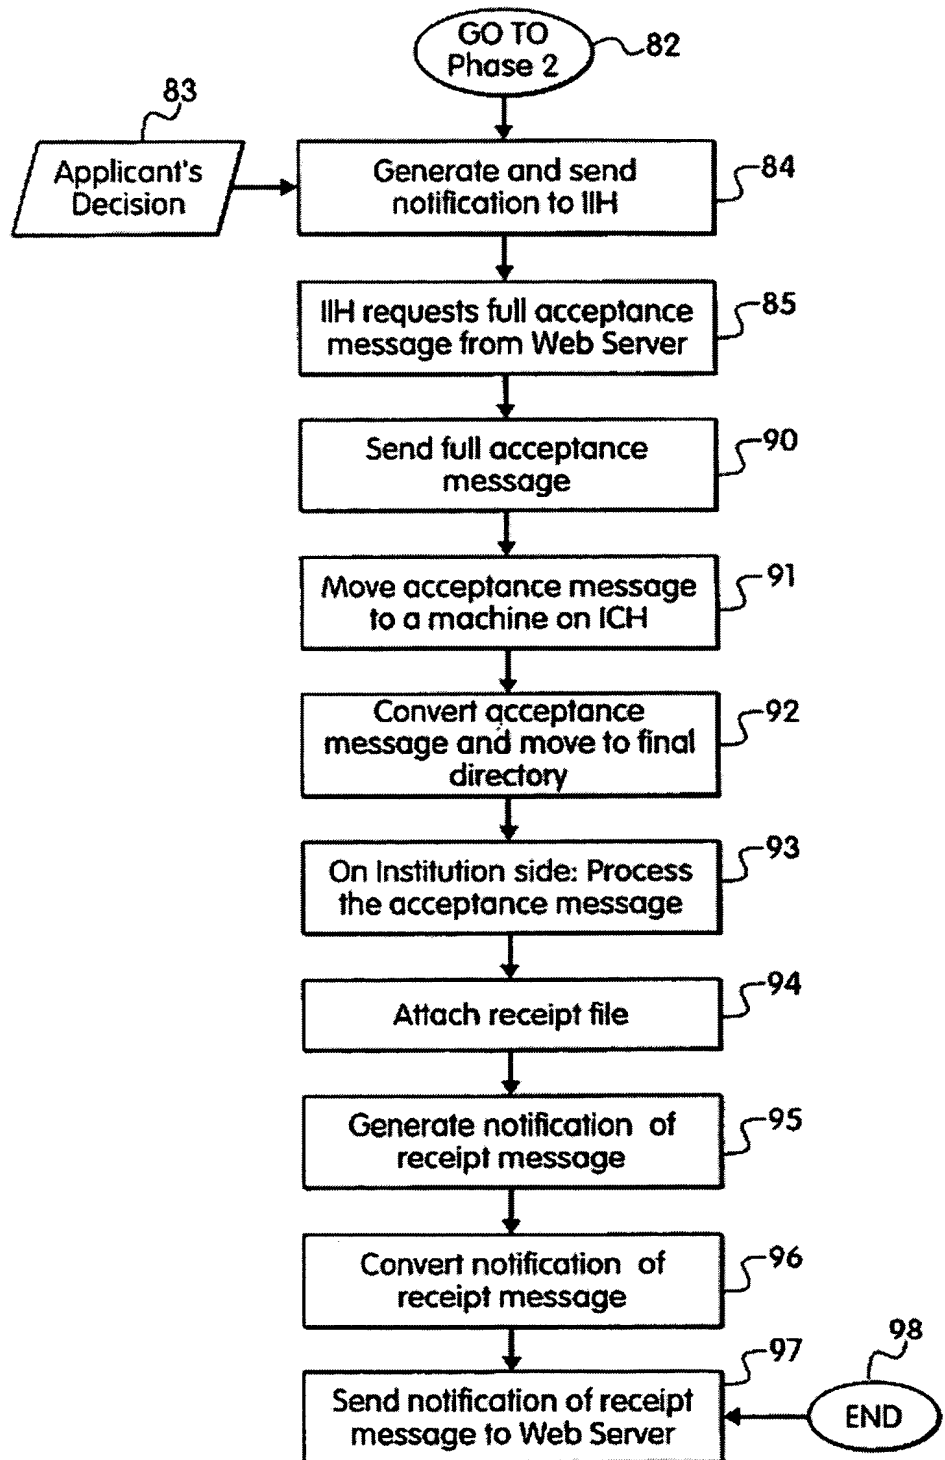 GO TO
Phase 2
82
83
Applicant's
Decision
Generate and send
notification to IIH
84
IIH requests full acceptance
message from Web Server
85
Send full acceptance
message
90
Move acceptance message
to a machine on ICH
91
Convert acceptance
message and move to final
directory
92
On Institution side: Process
the acceptance message
93
Attach receipt file
94
Generate notification of
receipt message
95
Convert notification of
receipt message
96
Send notification of receipt
message to Web Server
97
98
END